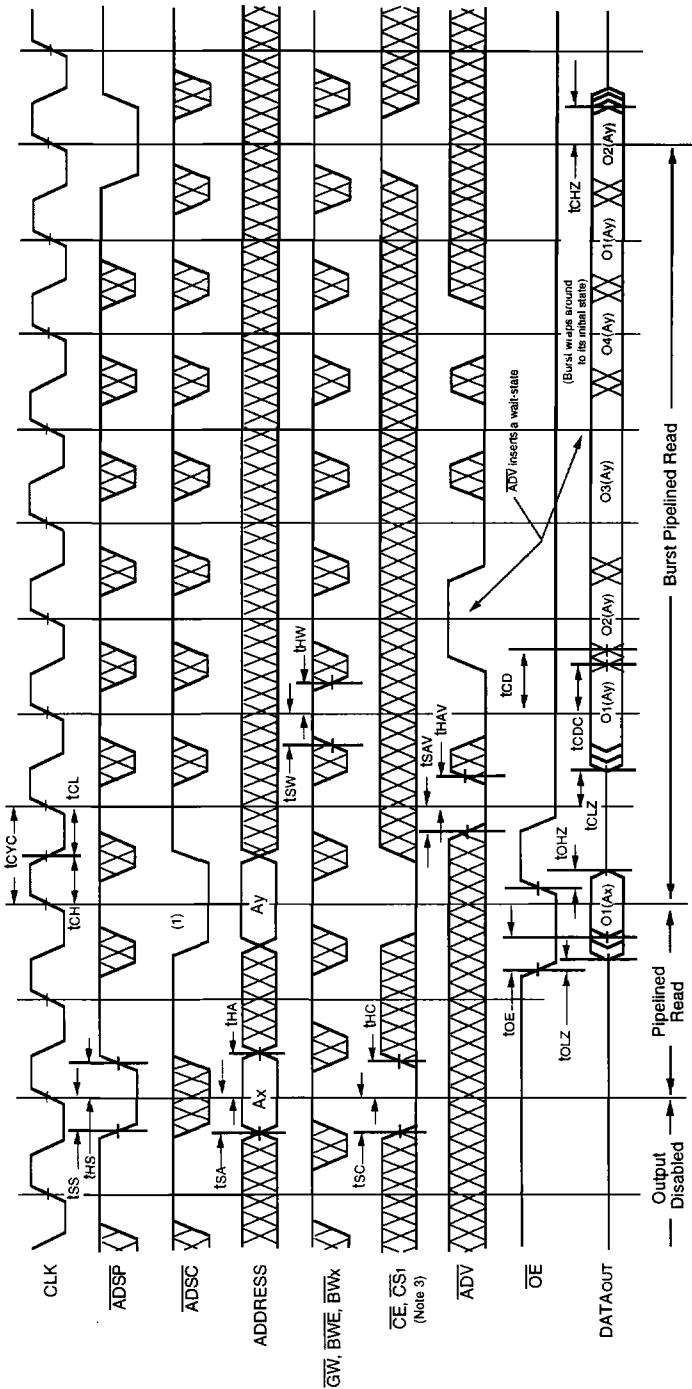 CLK
tCYC
tCH
tCL
tSS
tHS
ADSP
ADSC
(1)
ADDRESS
tSA
tHA
Ax
Ay
GW, BWE, BWx
tSW
tHW
CE, CS1
(Note 3)
tSC
tHC
ADV
tSAV
tHAV
ADV inserts a wait-state
OE
tOE
tOHZ
tCD
tOLZ
tCLZ
tCDC
(Burst wraps around
to its initial state)
tCHZ
DATAOUT
O1(Ax)
O1(Ay)
O2(Ay)
O3(Ay)
O4(Ay)
O1(Ay)
O2(Ay)
Output
Disabled
Pipelined
Read
Burst Pipelined Read